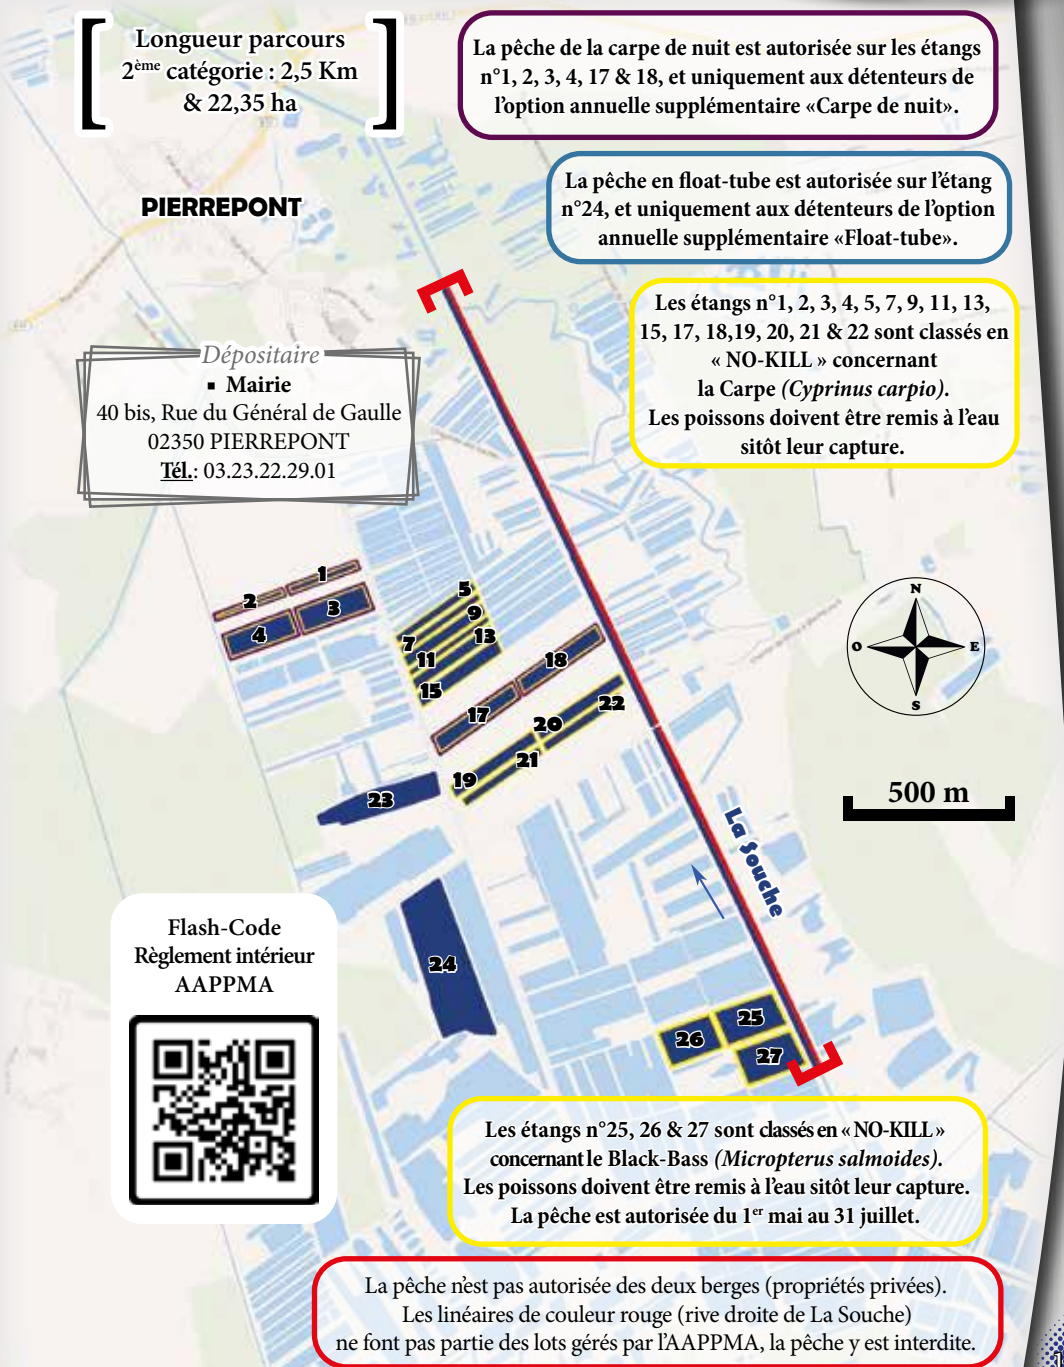 Longueur parcours
2ème catégorie : 2,5 Km
& 22,35 ha
La pêche de la carpe de nuit est autorisée sur les étangs
n°1, 2, 3, 4, 17 & 18, et uniquement aux détenteurs de
l'option annuelle supplémentaire «Carpe de nuit».
PIERREPONT
La pêche en float-tube est autorisée sur l'étang
n°24, et uniquement aux détenteurs de l'option
annuelle supplémentaire «Float-tube».
Les étangs n°1, 2, 3, 4, 5, 7, 9, 11, 13,
15, 17, 18,19, 20, 21 & 22 sont classés en
« NO-KILL » concernant
la Carpe (Cyprinus carpio).
Les poissons doivent être remis à l'eau
sitôt leur capture.
Dépositaire
▪ Mairie
40 bis, Rue du Général de Gaulle
02350 PIERREPONT
Tél.: 03.23.22.29.01
1
2
3
4
5
9
7
13
11
15
18
17
22
20
21
19
23
N
O
E
S
500 m
La Souche
24
25
26
27
Flash-Code
Règlement intérieur
AAPPMA
Les étangs n°25, 26 & 27 sont classés en « NO-KILL »
concernant le Black-Bass (Micropterus salmoides).
Les poissons doivent être remis à l'eau sitôt leur capture.
La pêche est autorisée du 1er mai au 31 juillet.
La pêche n'est pas autorisée des deux berges (propriétés privées).
Les linéaires de couleur rouge (rive droite de La Souche)
ne font pas partie des lots gérés par l'AAPPMA, la pêche y est interdite.